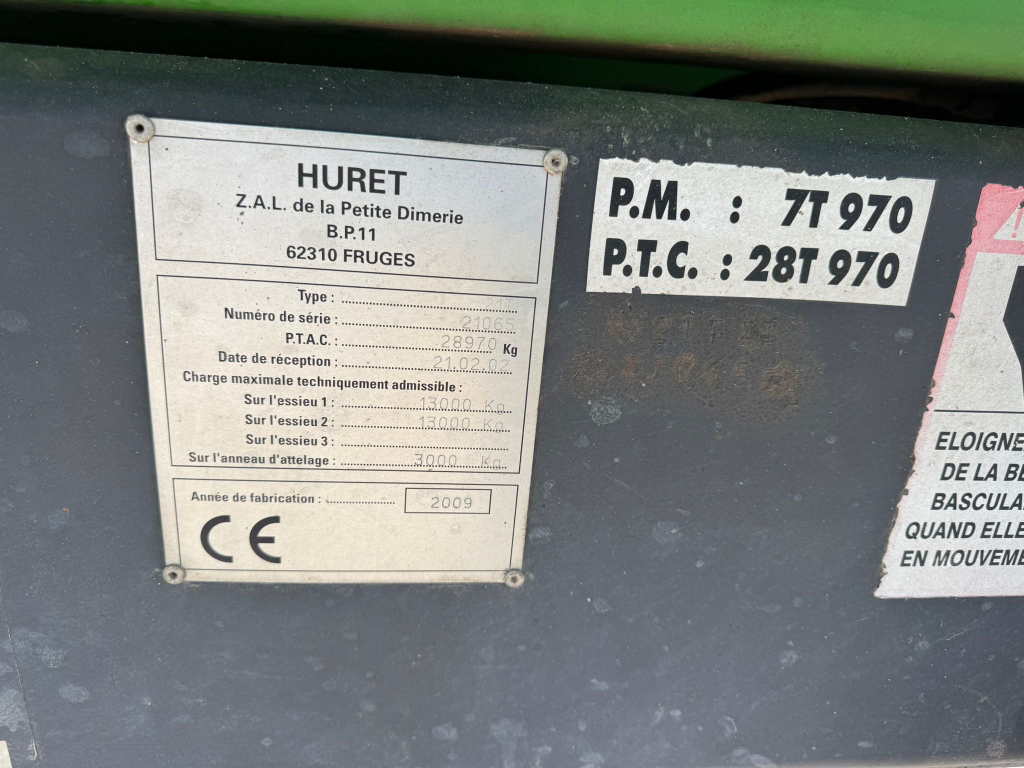 HURET
Z.A.L. de la Petite Dimerie
B.P.11
62310 FRUGES
Type :
Numéro de série : 21065
P.T.A.C. : 28970 Kg
Date de réception : 21.02.02
Charge maximale techniquement admissible :
Sur l'essieu 1 : 13000 Kg
Sur l'essieu 2 : 13000 Kg
Sur l'essieu 3 :
Sur l'anneau d'attelage : 3000 Kg
Année de fabrication : 2009
CE
P.M. : 7T 970
P.T.C. : 28T 970
ELOIGNE
DE LA BE
BASCULA
QUAND ELLE
EN MOUVEME